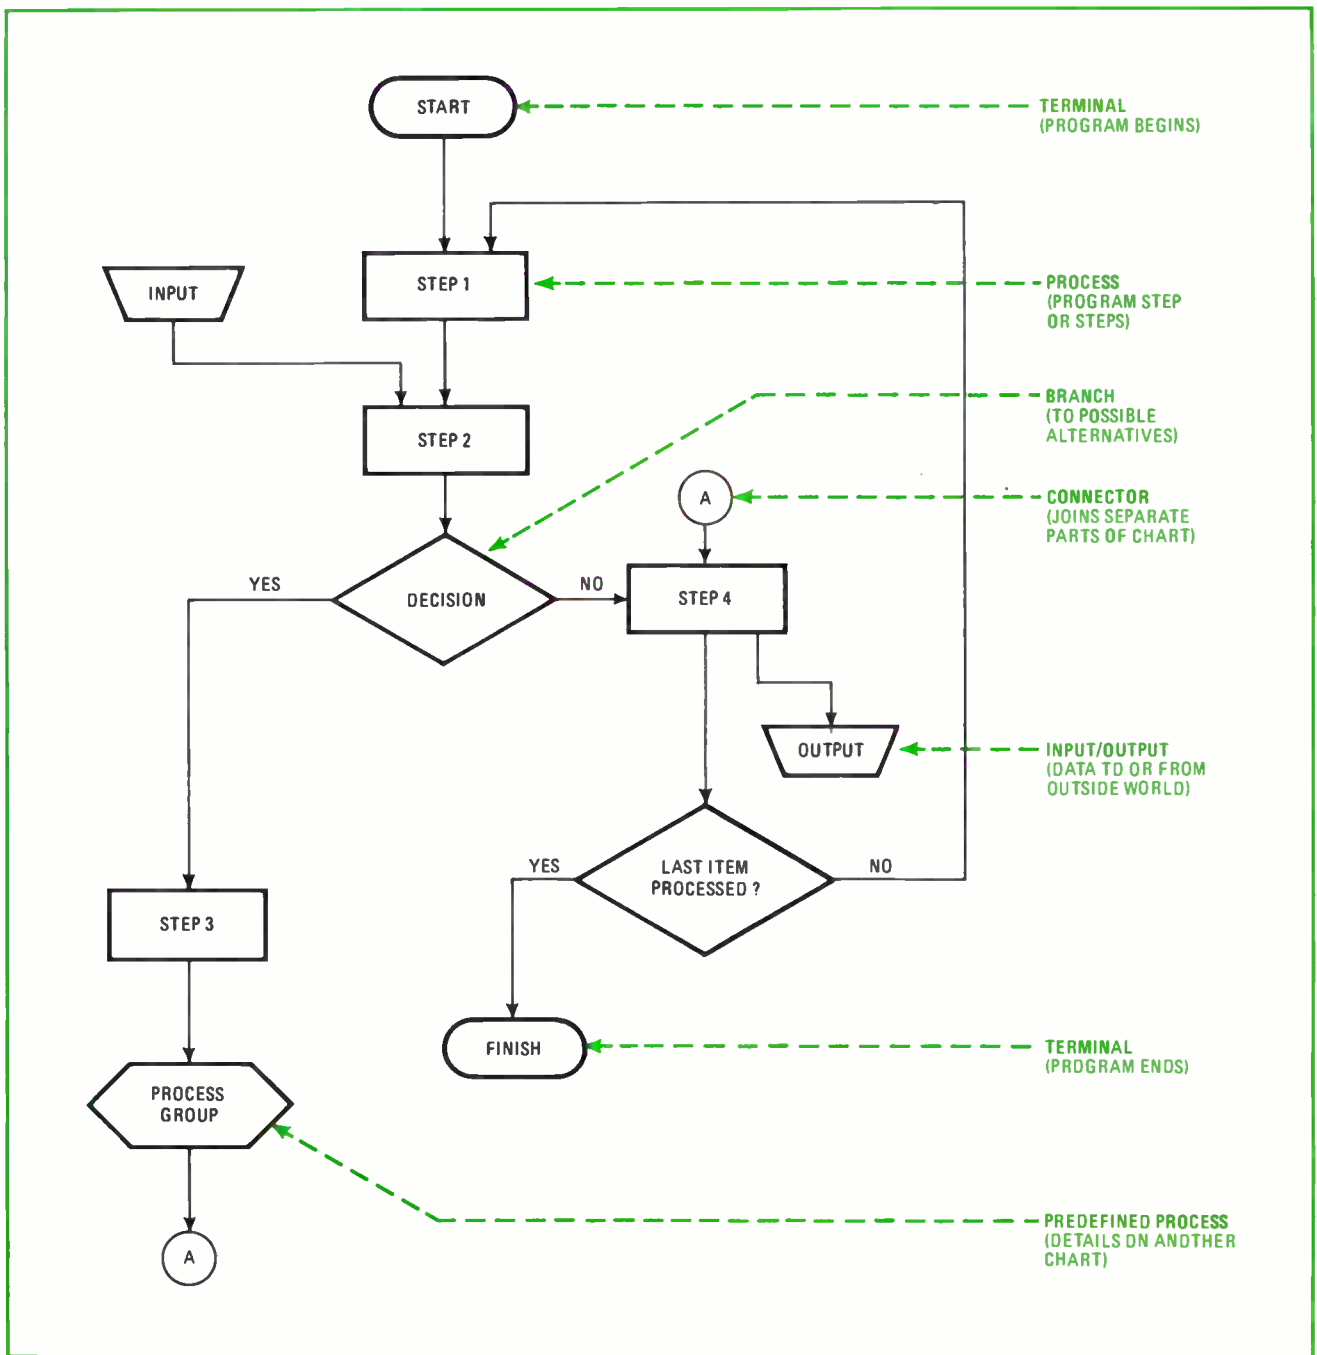 START
TERMINAL
(PROGRAM BEGINS)
INPUT
STEP 1
PROCESS
(PROGRAM STEP
OR STEPS)
STEP 2
BRANCH
(TO POSSIBLE
ALTERNATIVES)
A
CONNECTOR
(JOINS SEPARATE
PARTS OF CHART)
YES
DECISION
NO
STEP 4
OUTPUT
INPUT/OUTPUT
(DATA TO OR FROM
OUTSIDE WORLD)
YES
LAST ITEM
PROCESSED ?
NO
STEP 3
FINISH
TERMINAL
(PROGRAM ENDS)
PROCESS
GROUP
PREDEFINED PROCESS
(DETAILS ON ANOTHER
CHART)
A